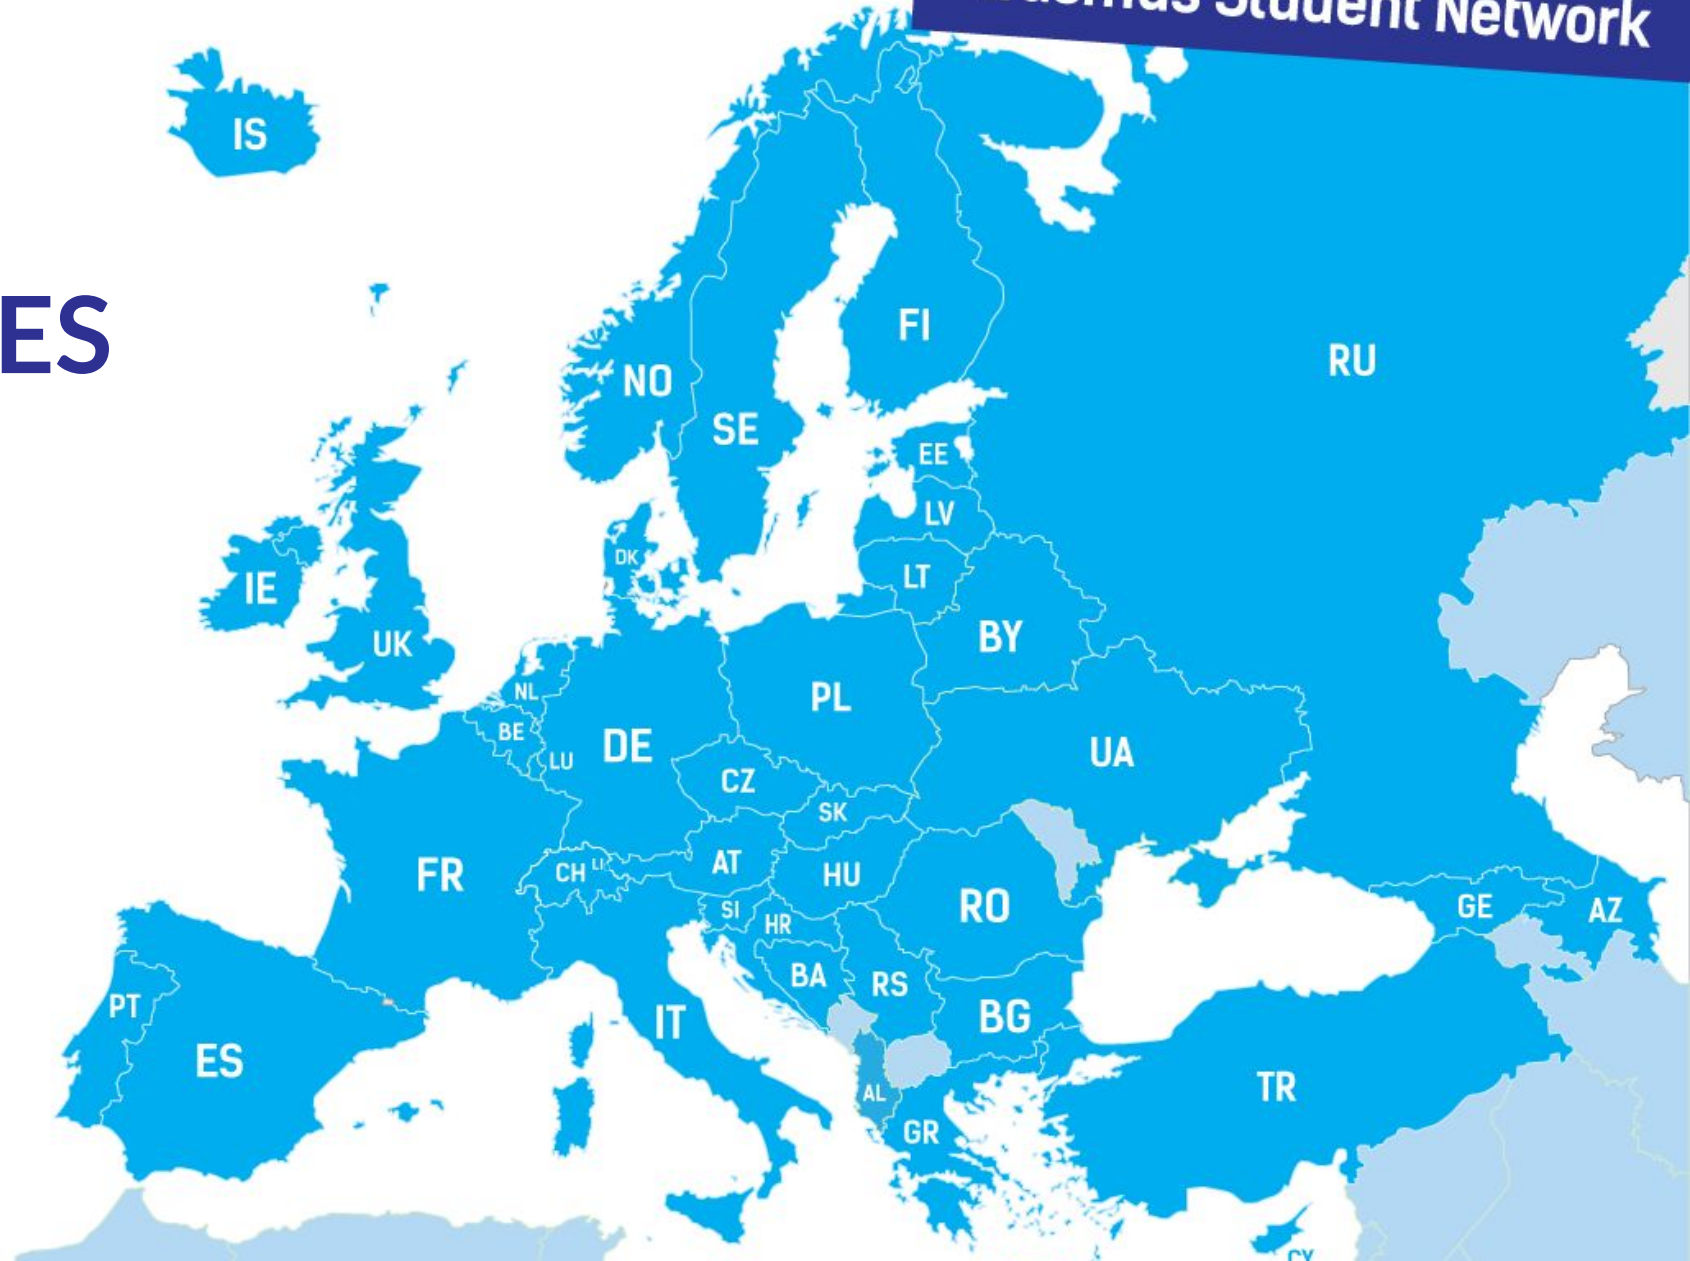 Student Network
IS
ES
FI
RU
NO
SE
EE
LV
DK
LT
IE
BY
UK
NL
PL
BE
DE
UA
LU
CZ
SK
AT
CH LI
HU
FR
RO
GE
AZ
SI
HR
BA
RS
PT
BG
IT
ES
TR
AL
GR
CY